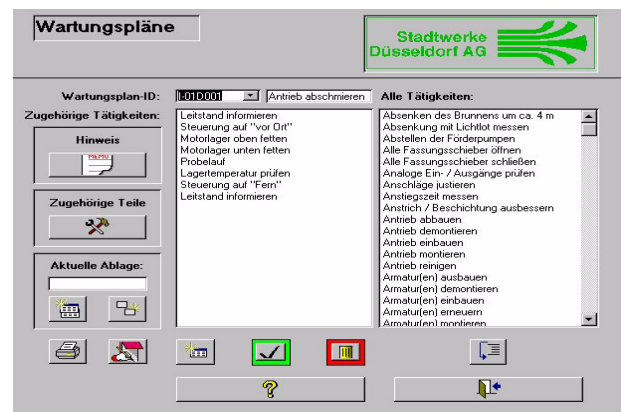 Wartungspläne
Stadtwerke
Düsseldorf AG
Wartungsplan-ID:
I-01D001
Antrieb abschmieren
Alle Tätigkeiten:
Zugehörige Tätigkeiten:
Leitstand informieren
Steuerung auf "vor Ort"
Motorlager oben fetten
Motorlager unten fetten
Probelauf
Lagertemperatur prüfen
Steuerung auf "Fern"
Leitstand informieren
Absenken des Brunnens um ca. 4 m
Absenkung mit Lichtlot messen
Abstellen der Förderpumpen
Alle Fassungsschieber öffnen
Alle Fassungsschieber schließen
Analoge Ein- / Ausgänge prüfen
Anschläge justieren
Anstiegszeit messen
Anstrich / Beschichtung ausbessern
Antrieb abbauen
Antrieb demontieren
Antrieb einbauen
Antrieb montieren
Antrieb reinigen
Armatur(en) ausbauen
Armatur(en) demontieren
Armatur(en) einbauen
Armatur(en) erneuern
Armatur(en) montieren
Hinweis
MEMO
Zugehörige Teile
Aktuelle Ablage:
?